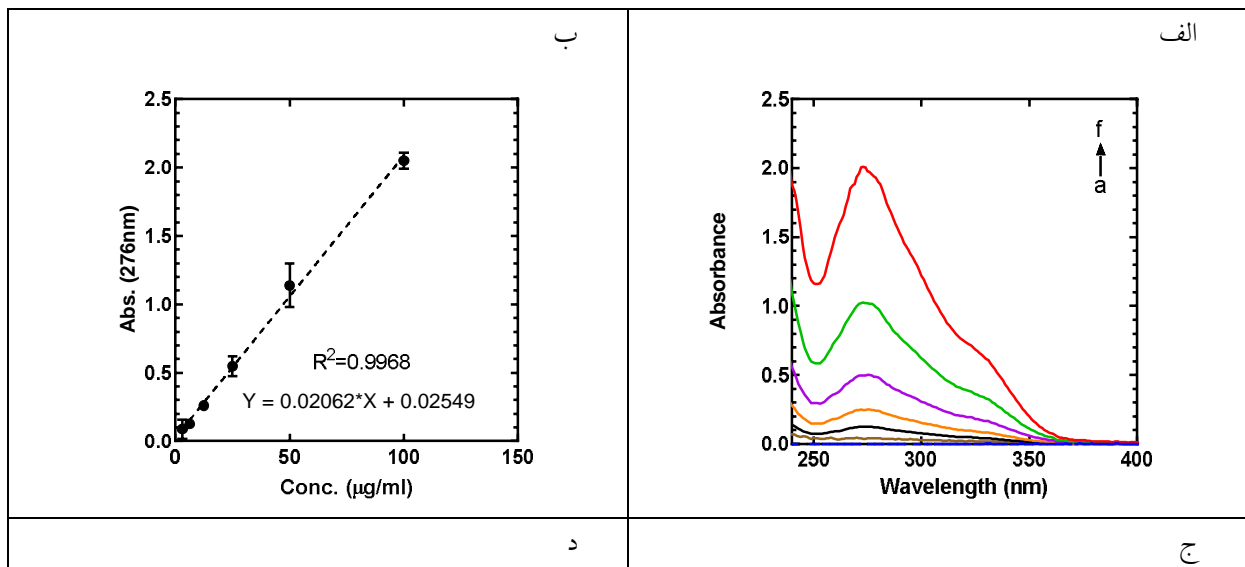 الف
2.5
2.0
1.5
1.0
0.5
0.0
250
300
350
400
Absorbance
Wavelength (nm)
f
a
ب
2.5
2.0
1.5
1.0
0.5
0.0
0
50
100
150
Abs. (276nm)
Conc. (μg/ml)
R²=0.9968
Y = 0.02062*X + 0.02549
ج
د